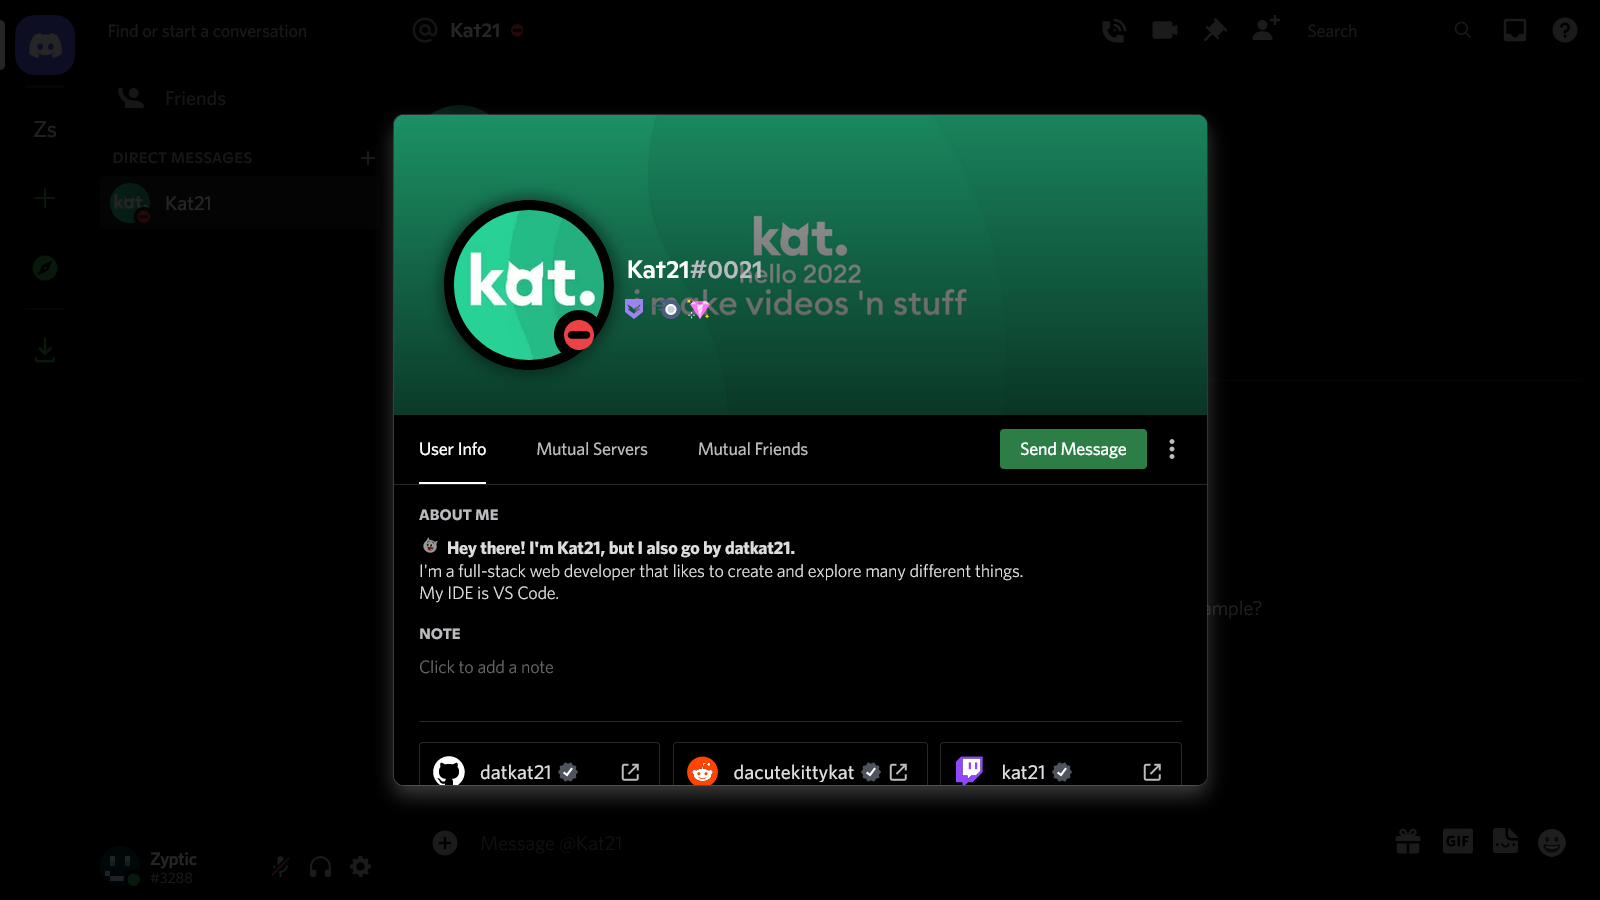 Find or start a conversation
Kat21
Search
Friends
Zs
DIRECT MESSAGES
kat.
Kat21
kat.
hello 2022
i make videos 'n stuff
kat.
Kat21#0021
User Info
Mutual Servers
Mutual Friends
Send Message
ABOUT ME
Hey there! I'm Kat21, but I also go by datkat21.
I'm a full-stack web developer that likes to create and explore many different things.
My IDE is VS Code.
ample?
NOTE
Click to add a note
datkat21
dacutekittykat
kat21
Message @Kat21
GIF
Zyptic
#3288